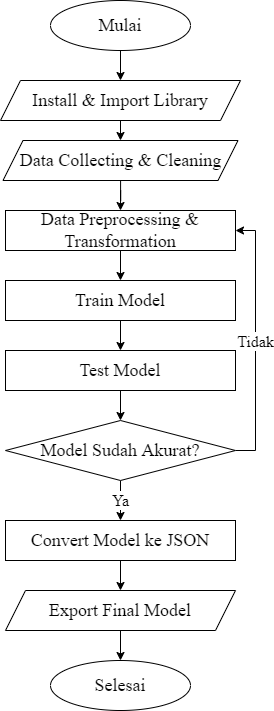 Mulai
Install & Import Library
Data Collecting & Cleaning
Data Preprocessing &
Transformation
Train Model
Tidak
Test Model
Model Sudah Akurat?
Ya
Convert Model ke JSON
Export Final Model
Selesai